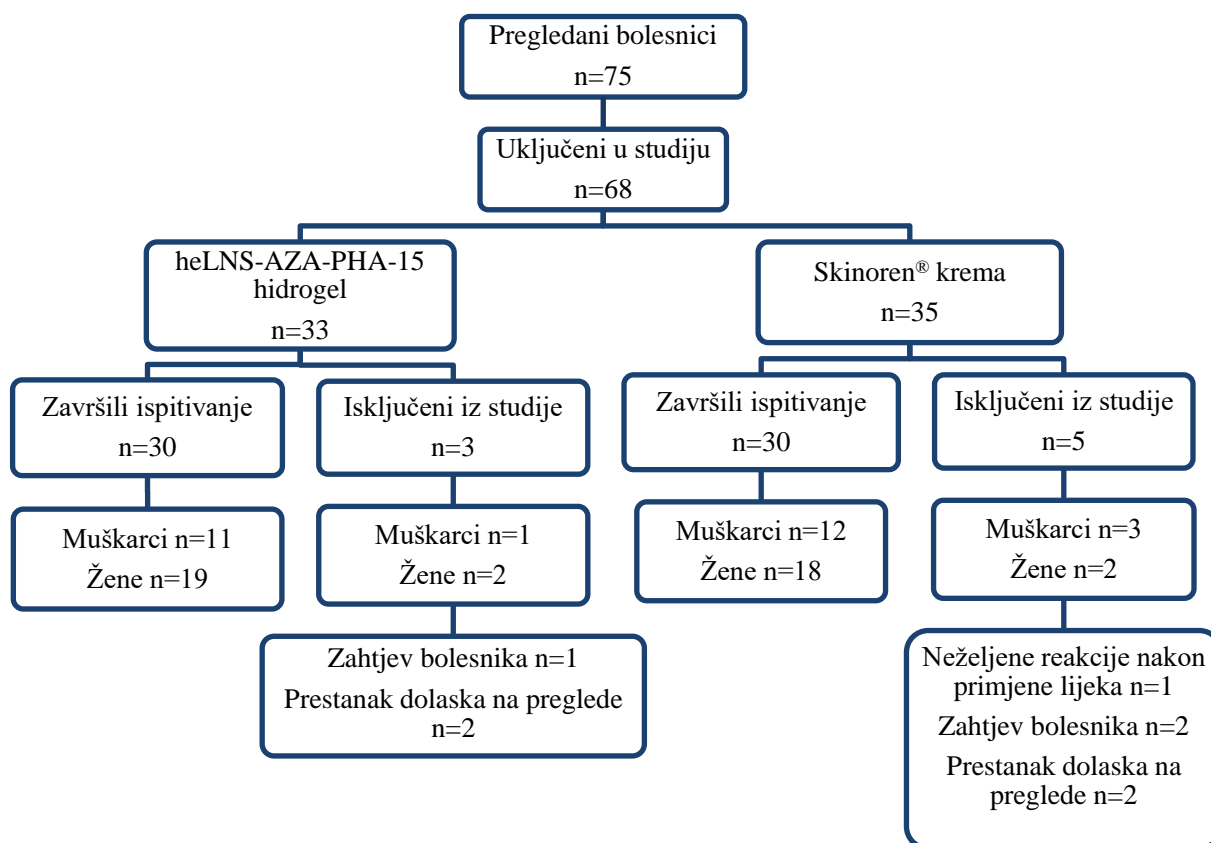 Pregledani bolesnici
n=75
Uključeni u studiju
n=68
heLNS-AZA-PHA-15
hidrogel
n=33
Skinoren® krema
n=35
Završili ispitivanje
n=30
Isključeni iz studije
n=3
Završili ispitivanje
n=30
Isključeni iz studije
n=5
Muškarci n=11
Žene n=19
Muškarci n=1
Žene n=2
Muškarci n=12
Žene n=18
Muškarci n=3
Žene n=2
Zahtjev bolesnika n=1
Prestanak dolaska na preglede
n=2
Neželjene reakcije nakon
primjene lijeka n=1
Zahtjev bolesnika n=2
Prestanak dolaska na
preglede n=2